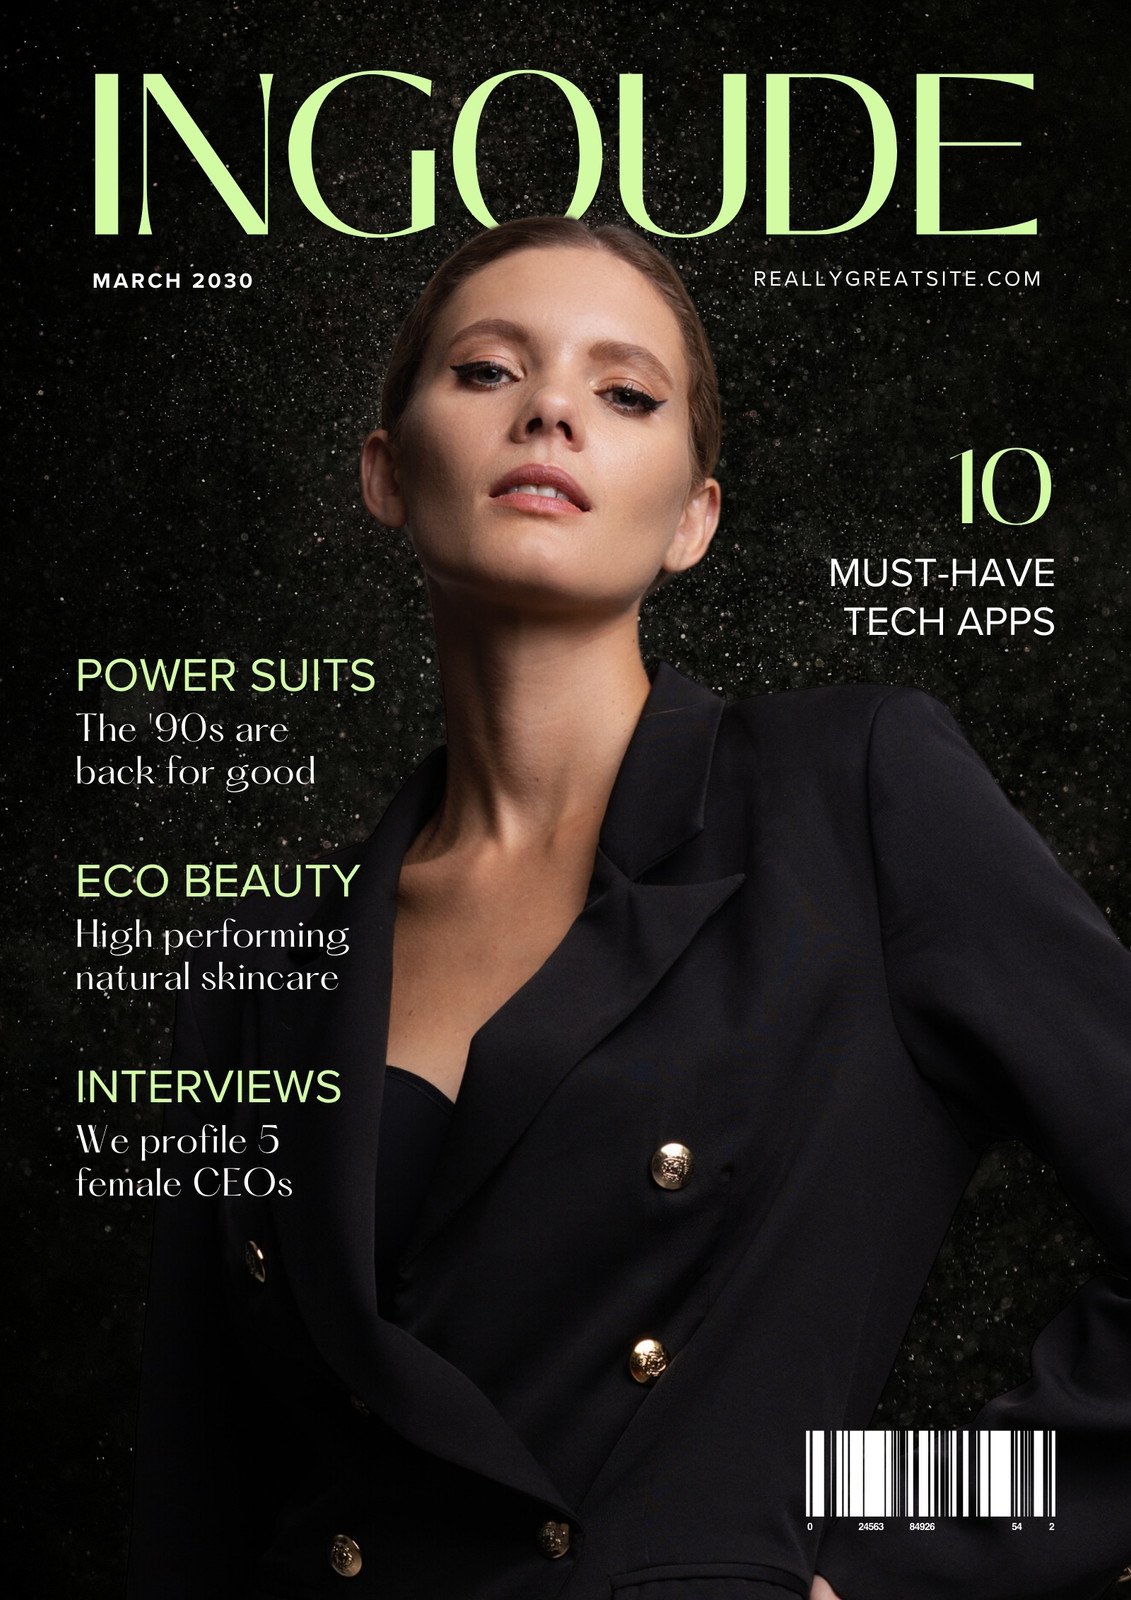 INGOUDE
MARCH 2030
REALLYGREATSITE.COM
10
MUST-HAVE
TECH APPS
POWER SUITS
The '90s are
back for good
ECO BEAUTY
High performing
natural skincare
INTERVIEWS
We profile 5
female CEOs
0 24563 84926 54 2